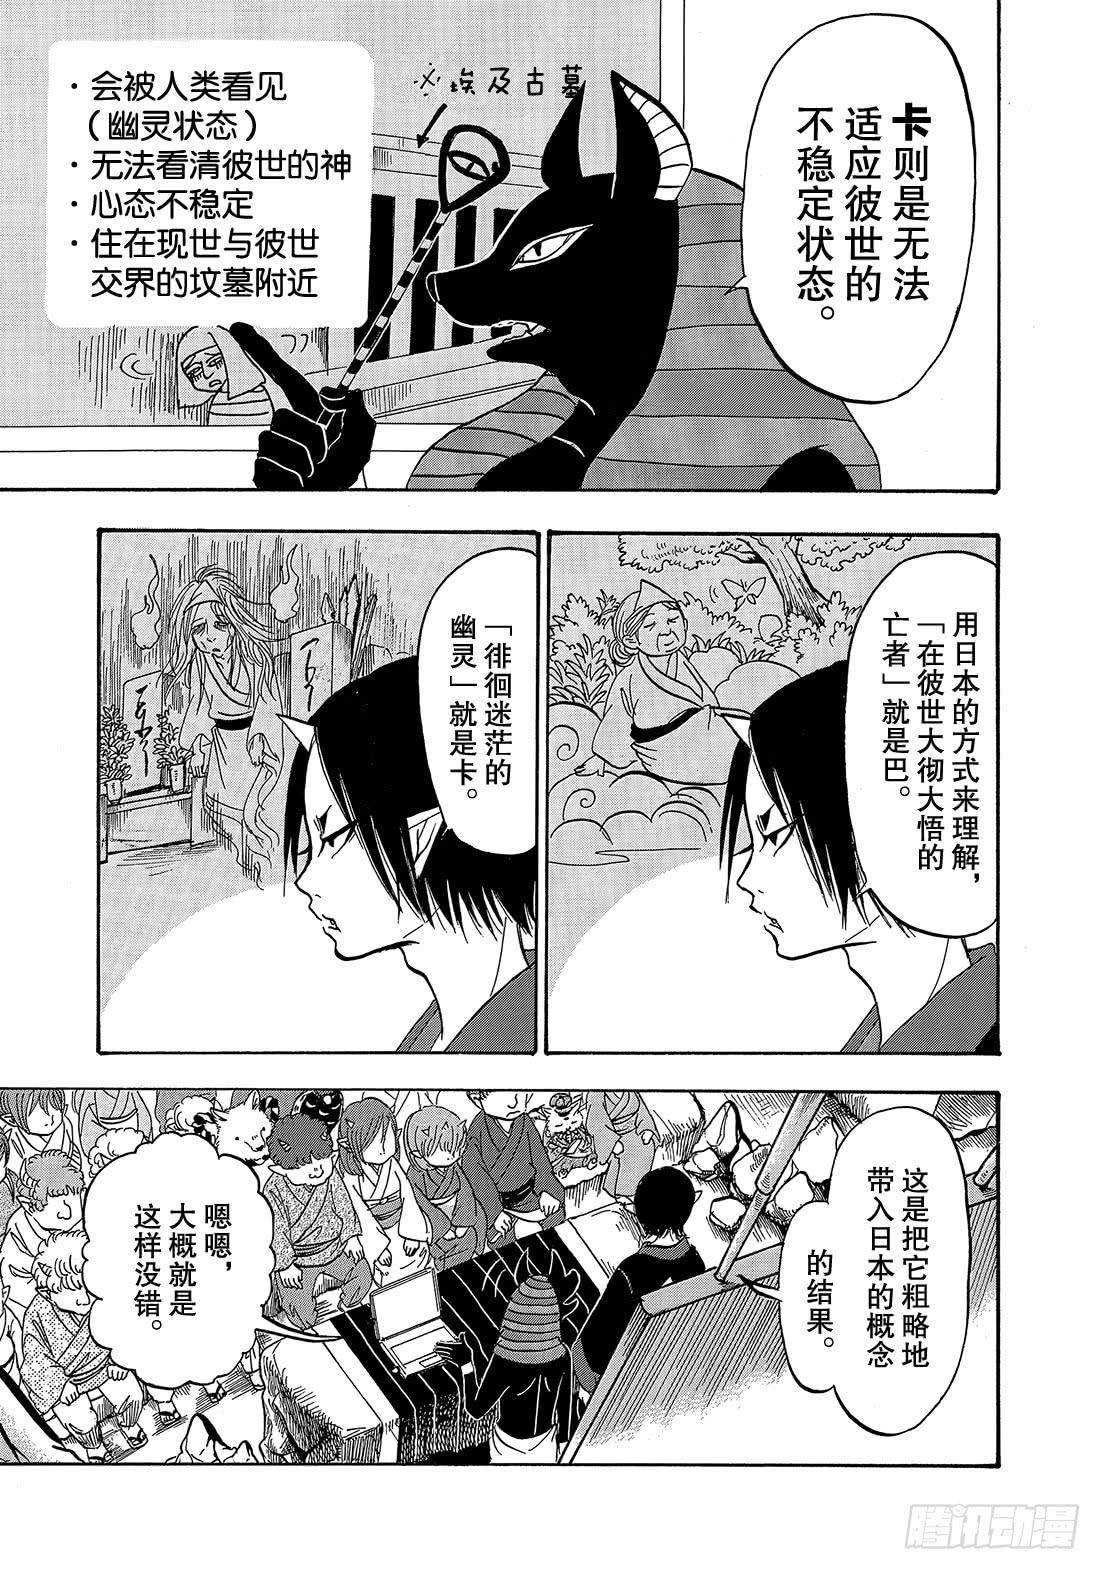 卡则是无法
适应彼世的
不稳定状态。
※埃及古墓
・会被人类看见
（幽灵状态）
・无法看清彼世的神
・心态不稳定
・住在现世与彼世
交界的坟墓附近
用日本的方式来理解，
「在彼世大彻大悟的
亡者」就是巴。
「徘徊迷茫的
幽灵」就是卡。
这是把它粗略地
带入日本的概念
的结果。
嗯嗯，
大概就是
这样没错。
腾讯动漫